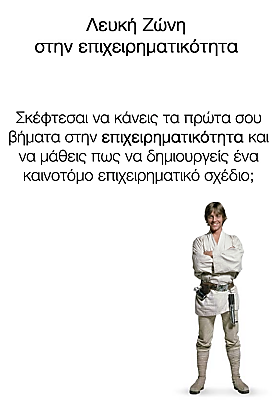 Λευκή Ζώνη
στην επιχειρηματικότητα
Σκέφτεσαι να κάνεις τα πρώτα σου
βήματα στην επιχειρηματικότητα και
να μάθεις πως να δημιουργείς ένα
καινοτόμο επιχειρηματικό σχέδιο;